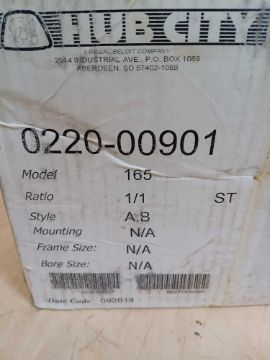 HUB CITY
A REGAL BELOIT COMPANY
2914 INDUSTRIAL AVE., P.O. BOX 1089
ABERDEEN, SD 57402-1089
0220-00901
Model 165
Ratio 1/1 ST
Style A,B
Mounting N/A
Frame Size: N/A
Bore Size: N/A
Date Code: 092614